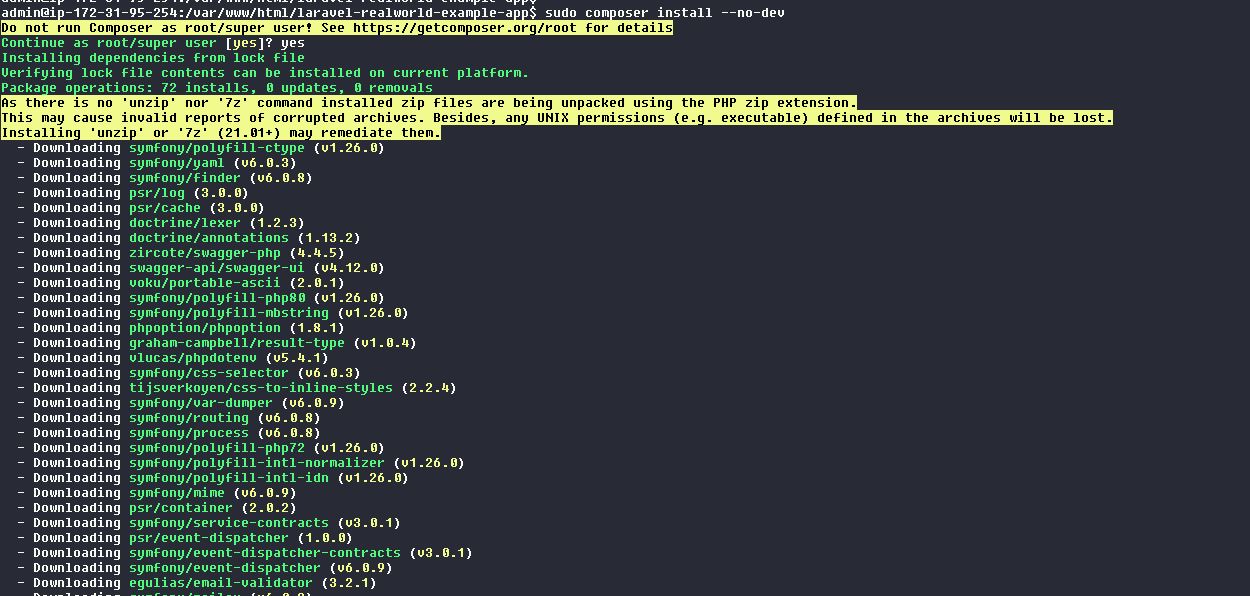 admin@ip-172-31-95-254:/var/www/html/laravel-realworld-example-app$
admin@ip-172-31-95-254:/var/www/html/laravel-realworld-example-app$ sudo composer install --no-dev
Do not run Composer as root/super user! See https://getcomposer.org/root for details
Continue as root/super user [yes]? yes
Installing dependencies from lock file
Verifying lock file contents can be installed on current platform.
Package operations: 72 installs, 0 updates, 0 removals
As there is no 'unzip' nor '7z' command installed zip files are being unpacked using the PHP zip extension.
This may cause invalid reports of corrupted archives. Besides, any UNIX permissions (e.g. executable) defined in the archives will be lost.
Installing 'unzip' or '7z' (21.01+) may remediate them.
  - Downloading symfony/polyfill-ctype (v1.26.0)
  - Downloading symfony/yaml (v6.0.3)
  - Downloading symfony/finder (v6.0.8)
  - Downloading psr/log (3.0.0)
  - Downloading psr/cache (3.0.0)
  - Downloading doctrine/lexer (1.2.3)
  - Downloading doctrine/annotations (1.13.2)
  - Downloading zircote/swagger-php (4.4.5)
  - Downloading swagger-api/swagger-ui (v4.12.0)
  - Downloading voku/portable-ascii (2.0.1)
  - Downloading symfony/polyfill-php80 (v1.26.0)
  - Downloading symfony/polyfill-mbstring (v1.26.0)
  - Downloading phpoption/phpoption (1.8.1)
  - Downloading graham-campbell/result-type (v1.0.4)
  - Downloading vlucas/phpdotenv (v5.4.1)
  - Downloading symfony/css-selector (v6.0.3)
  - Downloading tijsverkoyen/css-to-inline-styles (2.2.4)
  - Downloading symfony/var-dumper (v6.0.9)
  - Downloading symfony/routing (v6.0.8)
  - Downloading symfony/process (v6.0.8)
  - Downloading symfony/polyfill-php72 (v1.26.0)
  - Downloading symfony/polyfill-intl-normalizer (v1.26.0)
  - Downloading symfony/polyfill-intl-idn (v1.26.0)
  - Downloading symfony/mime (v6.0.9)
  - Downloading psr/container (2.0.2)
  - Downloading symfony/service-contracts (v3.0.1)
  - Downloading psr/event-dispatcher (1.0.0)
  - Downloading symfony/event-dispatcher-contracts (v3.0.1)
  - Downloading symfony/event-dispatcher (v6.0.9)
  - Downloading egulias/email-validator (3.2.1)
  - Downloading